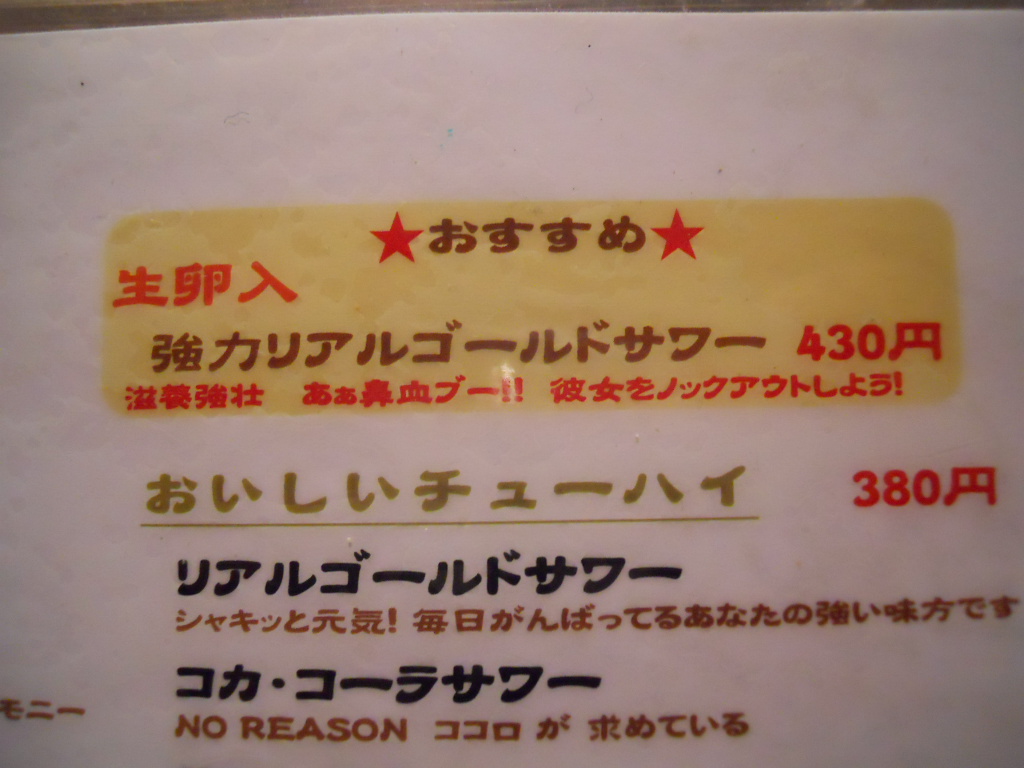 ★おすすめ★
生卵入
強力リアルゴールドサワー 430円
滋養強壮 あぁ鼻血ブー!! 彼女をノックアウトしよう!
おいしいチューハイ 380円
リアルゴールドサワー
シャキッと元気! 毎日がんばってるあなたの強い味方です
コカ・コーラサワー
モニー
NO REASON ココロ が 求めている